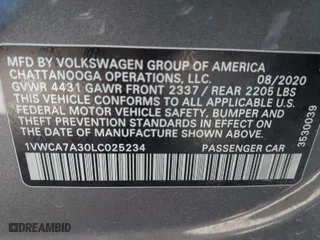 MFD BY VOLKSWAGEN GROUP OF AMERICA
CHATTANOOGA OPERATIONS, LLC. 08/2020
GVWR 4431 GAWR FRONT 2337 / REAR 2205 LBS
THIS VEHICLE CONFORMS TO ALL APPLICABLE U.S.
FEDERAL MOTOR VEHICLE SAFETY, BUMPER AND
THEFT PREVENTION STANDARDS IN EFFECT ON THE
DATE OF MANUFACTURE SHOWN ABOVE
1VWCA7A30LC025234 PASSENGER CAR
3530039